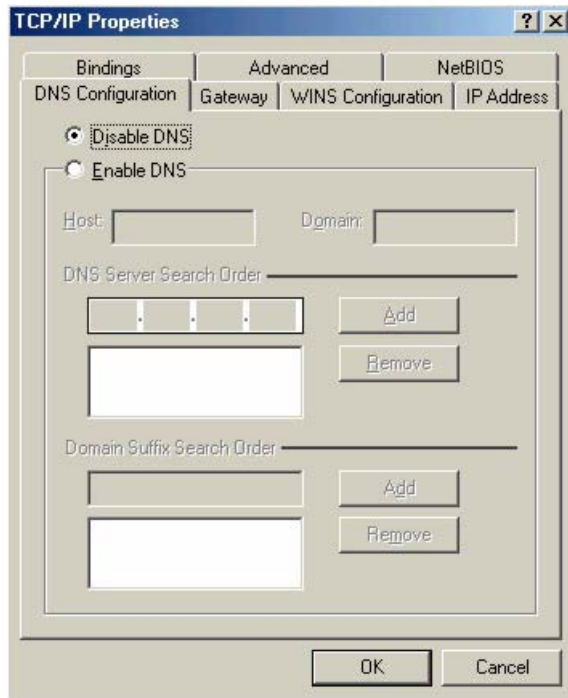 TCP/IP Properties
Bindings Advanced NetBIOS
DNS Configuration Gateway WINS Configuration IP Address
Disable DNS
Enable DNS
Host: Domain:
DNS Server Search Order
. . . Add
Remove
Domain Suffix Search Order
Add
Remove
OK Cancel